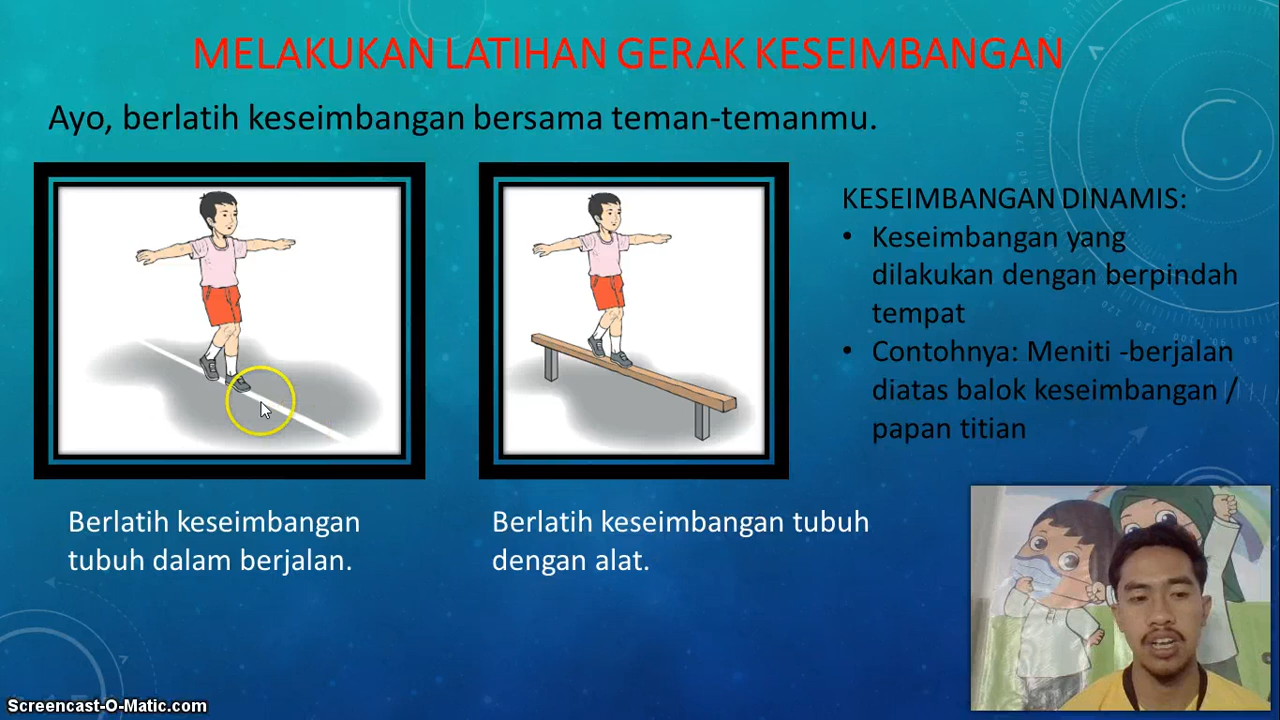 MELAKUKAN LATIHAN GERAK KESEIMBANGAN
Ayo, berlatih keseimbangan bersama teman-temanmu.
KESEIMBANGAN DINAMIS:
• Keseimbangan yang
dilakukan dengan berpindah
tempat
• Contohnya: Meniti -berjalan
diatas balok keseimbangan /
papan titian
Berlatih keseimbangan
tubuh dalam berjalan.
Berlatih keseimbangan tubuh
dengan alat.
Screencast-O-Matic.com